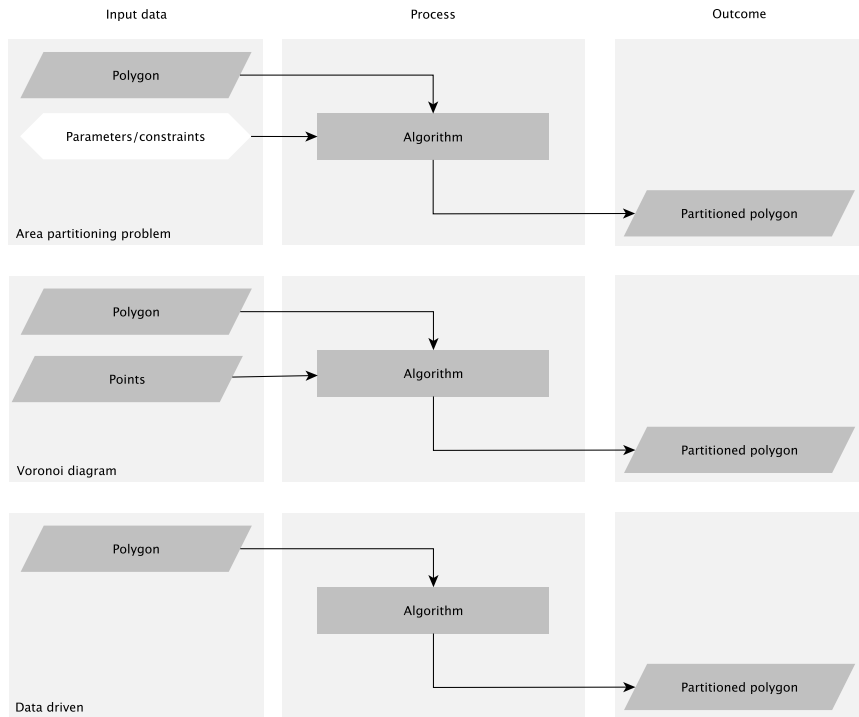 Input data
Process
Outcome
Polygon
Parameters/constraints
Algorithm
Partitioned polygon
Area partitioning problem
Polygon
Points
Algorithm
Partitioned polygon
Voronoi diagram
Polygon
Algorithm
Partitioned polygon
Data driven